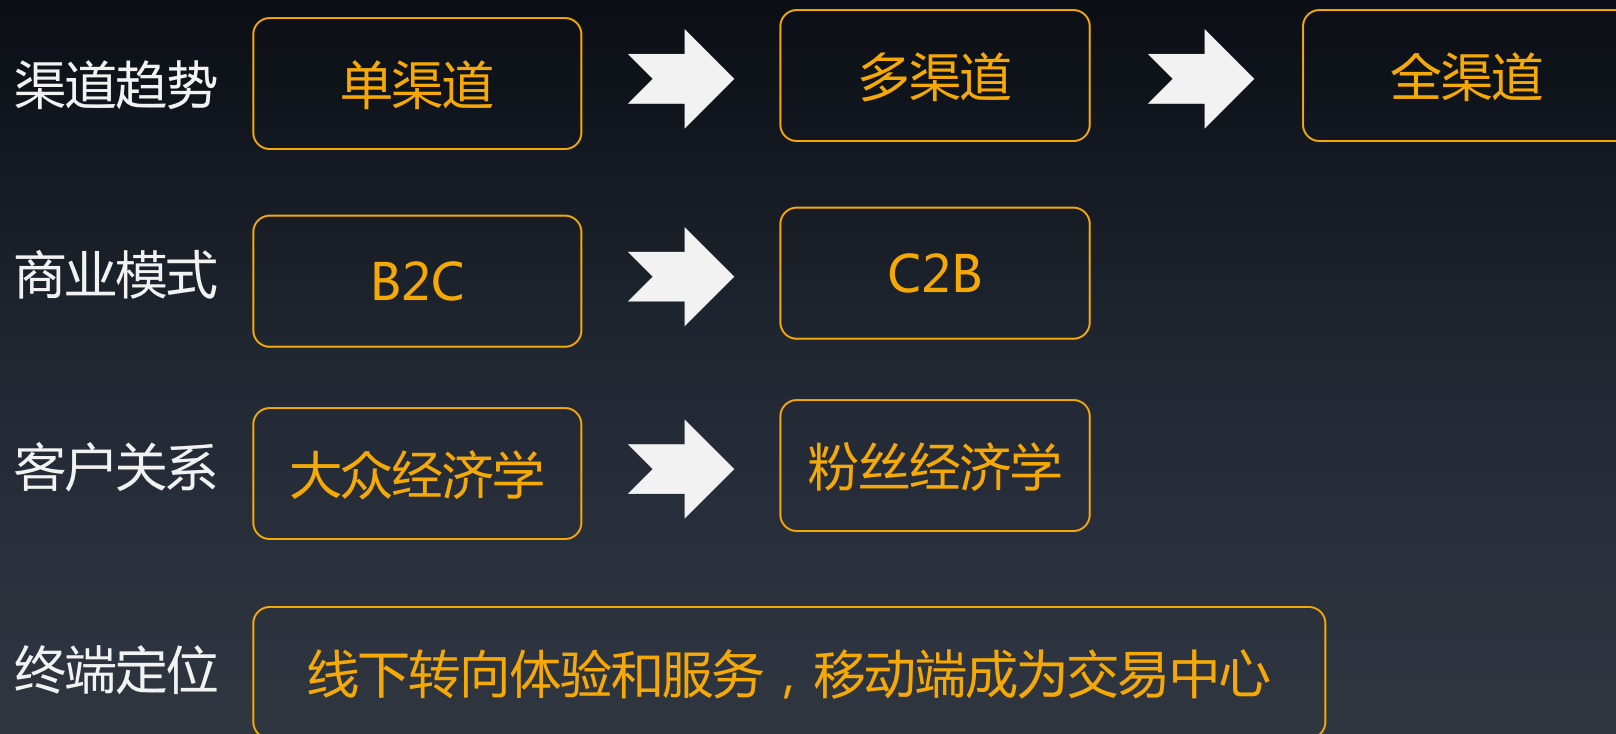 渠道趋势 单渠道 多渠道 全渠道
商业模式 B2C C2B
客户关系 大众经济学 粉丝经济学
终端定位 线下转向体验和服务，移动端成为交易中心